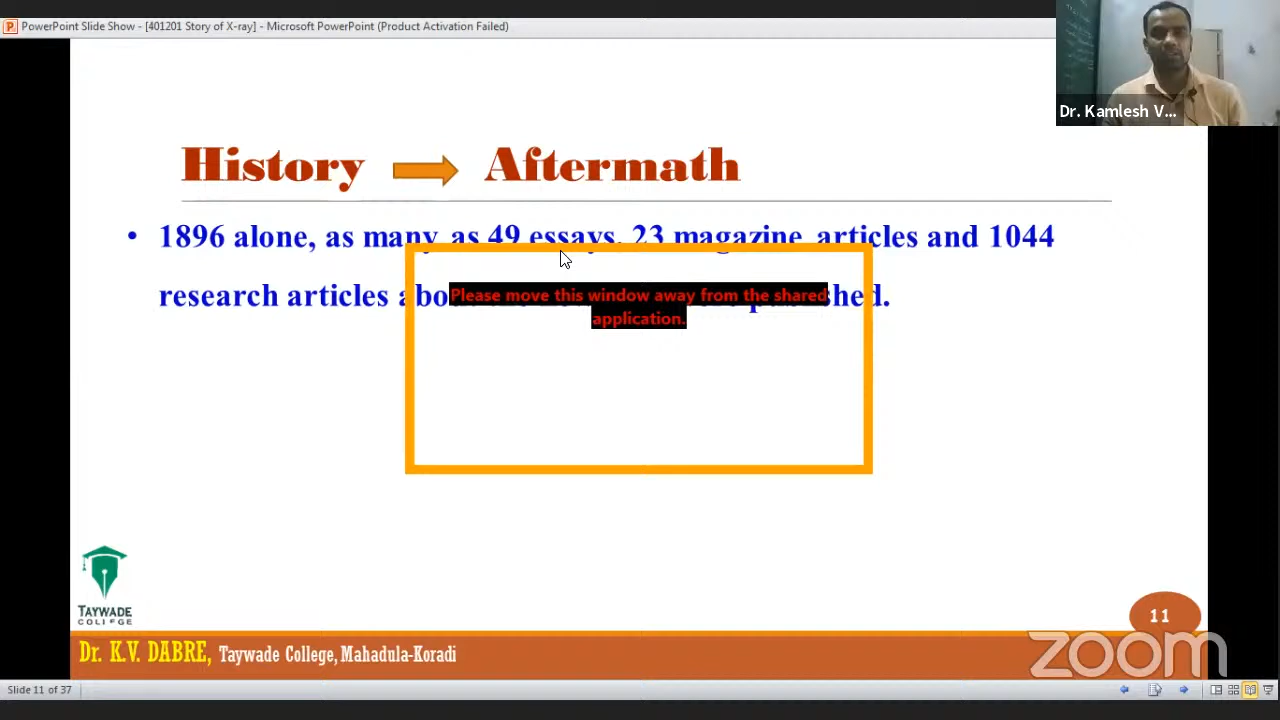 PowerPoint Slide Show - [401201 Story of X-ray] - Microsoft PowerPoint (Product Activation Failed)
Dr. Kamlesh V...
History Aftermath
• 1896 alone, as many as 49 essays, 23 magazine articles and 1044
research articles shed.
Please move this window away from the shared
application.
TAYWADE
COLLEGE
11
Dr. K.V. DABRE, Taywade College, Mahadula-Koradi
zoom
Slide 11 of 37